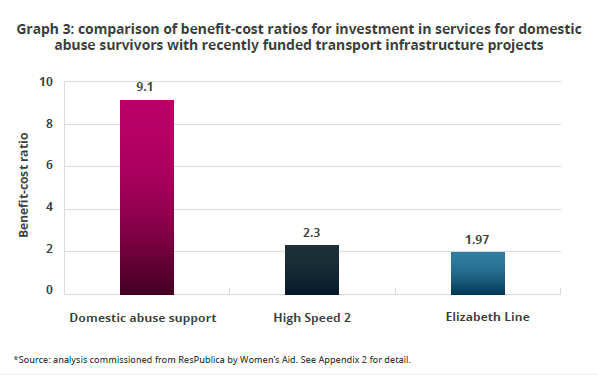 Graph 3: comparison of benefit-cost ratios for investment in services for domestic
abuse survivors with recently funded transport infrastructure projects
10
8
6
4
2
0
Benefit-cost ratio
9.1
2.3
1.97
Domestic abuse support
High Speed 2
Elizabeth Line
*Source: analysis commissioned from ResPublica by Women's Aid. See Appendix 2 for detail.